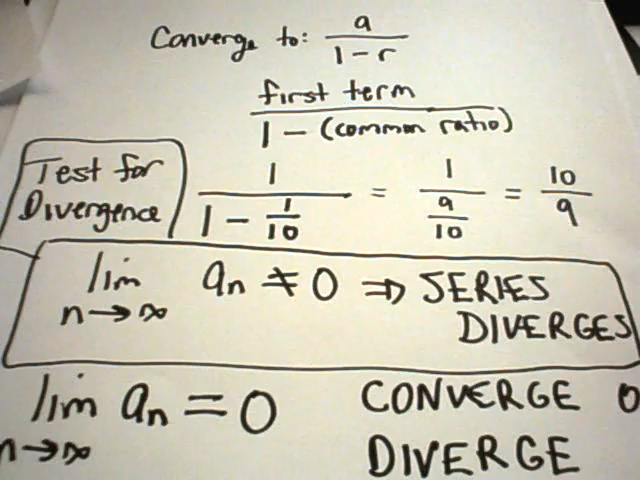 Converge to: a / 1 - r
first term / 1 - (common ratio)
Test for
Divergence
1 / 1 - 1/10 = 1 / 9/10 = 10/9
lim n→∞ an ≠ 0 ⇒ SERIES
DIVERGES
lim n→∞ an = 0 CONVERGE
DIVERGE